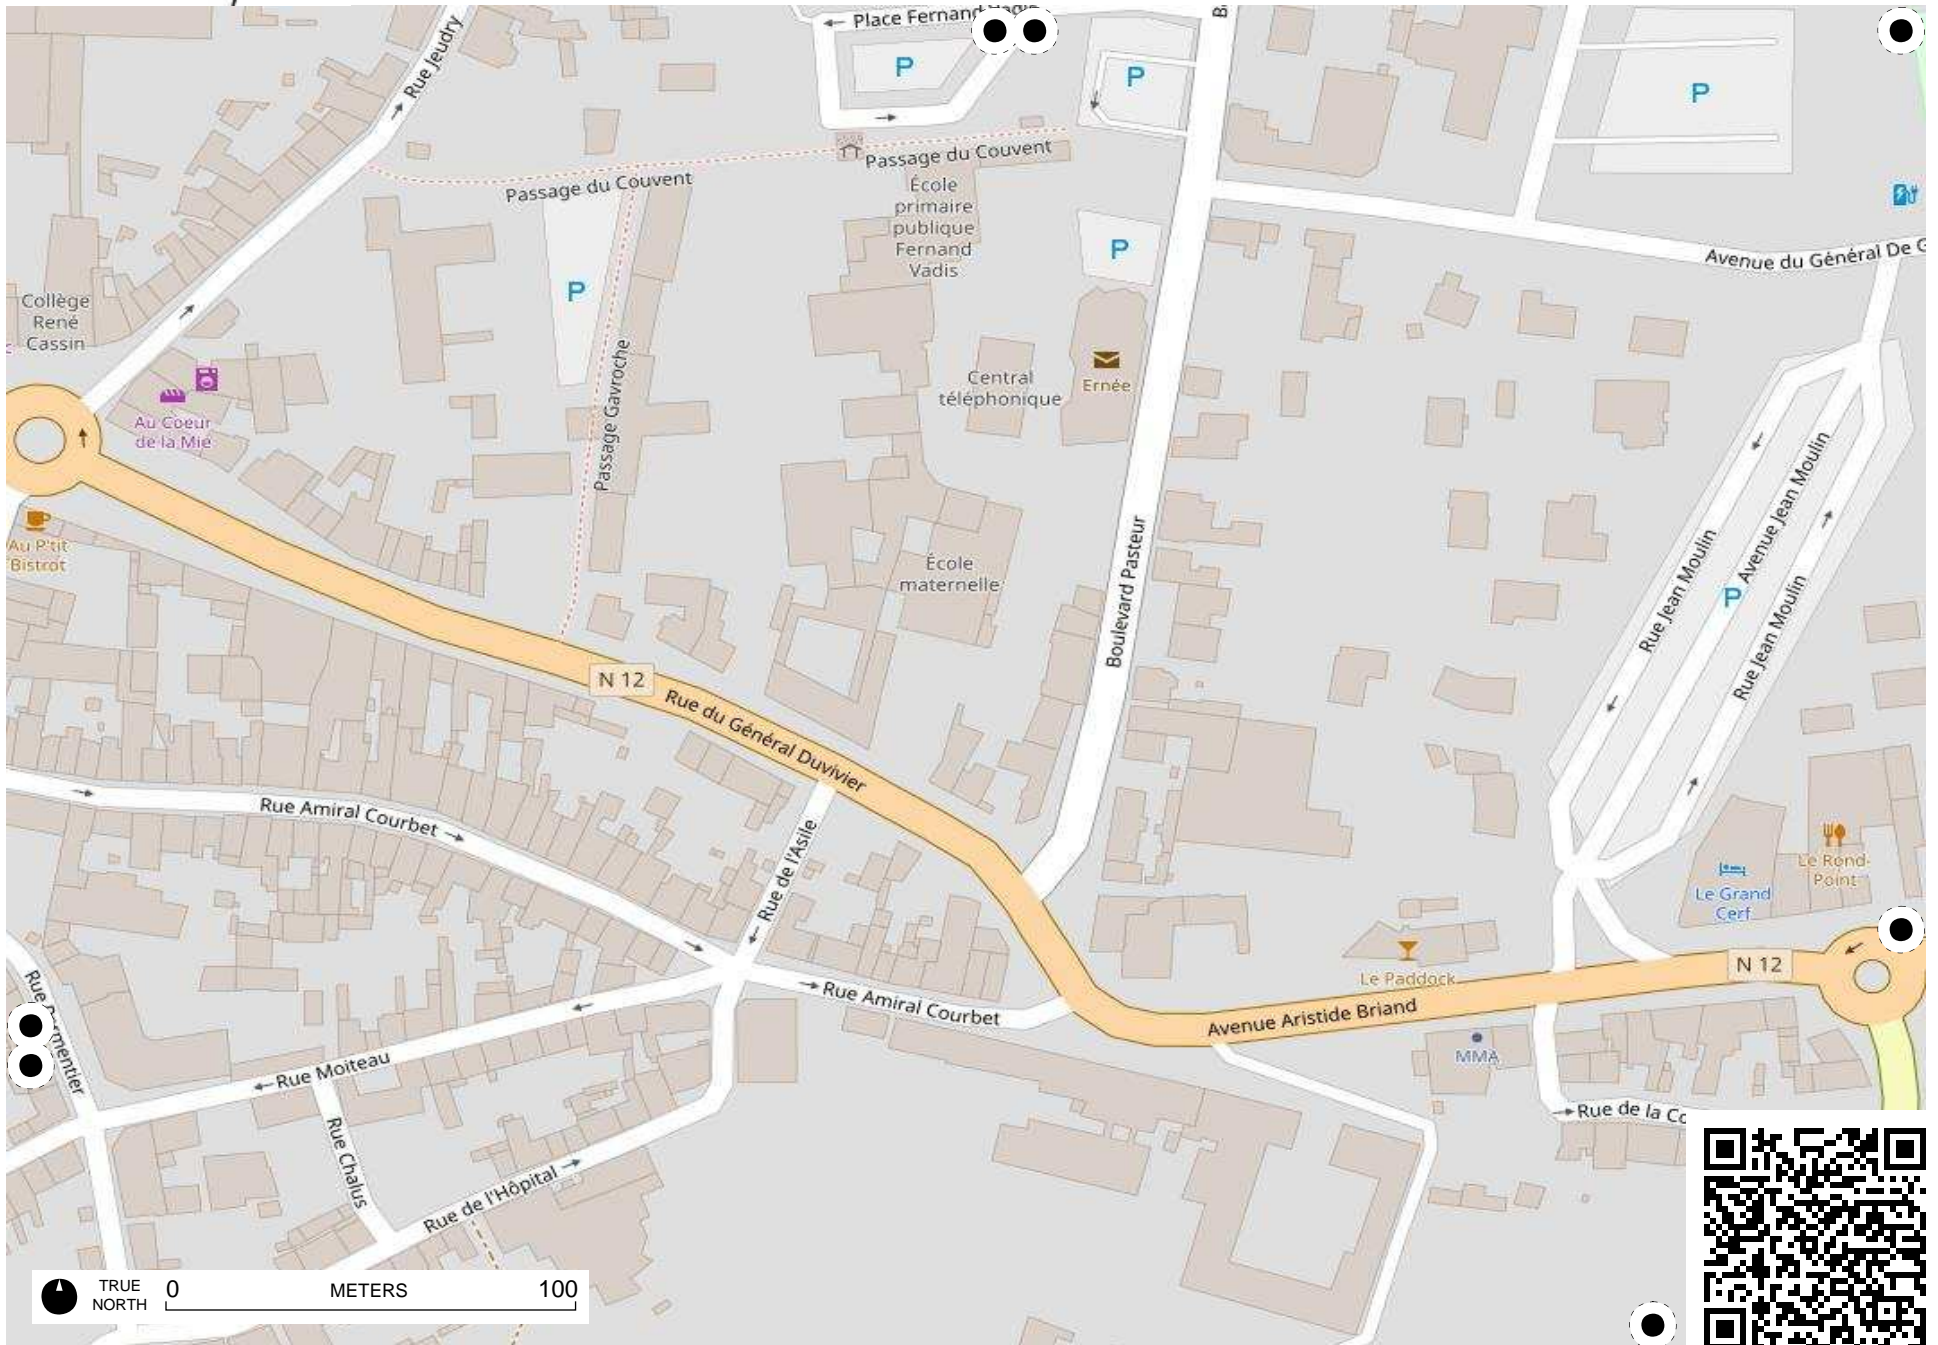 Place Fernand Vadis
Rue Jeudry
P
P
P
Passage du Couvent
Passage du Couvent
École
primaire
publique
Fernand
Vadis
P
P
Avenue du Général De G
Collège
René
Cassin
Passage Gavroche
Central
téléphonique
Ernée
Au Coeur
de la Mie
Au P'tit
Bistrot
École
maternelle
Boulevard Pasteur
Rue Jean Moulin
Avenue Jean Moulin
P
Rue Jean Moulin
N 12
Rue du Général Duvivier
Rue Amiral Courbet
Rue de l'Asile
Le Rond-
Point
Le Grand
Cerf
Le Paddock
N 12
Rue Amiral Courbet
Avenue Aristide Briand
Rue Parmentier
MMA
Rue Moiteau
Rue de la Co
Rue Chalus
Rue de l'Hôpital
TRUE
NORTH
0 METERS 100